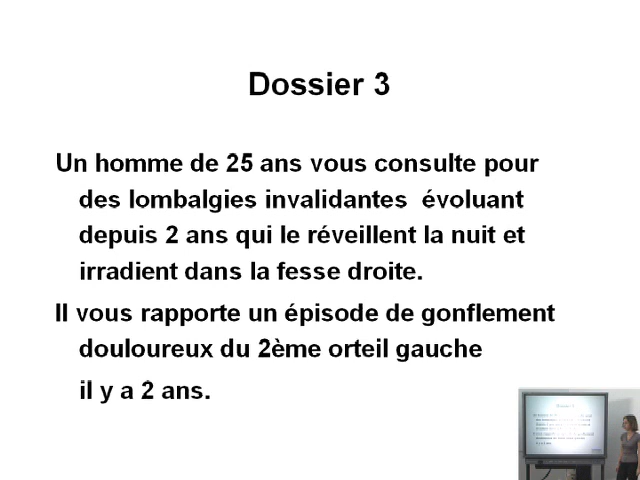 Dossier 3
Un homme de 25 ans vous consulte pour
des lombalgies invalidantes évoluant
depuis 2 ans qui le réveillent la nuit et
irradient dans la fesse droite.
Il vous rapporte un épisode de gonflement
douloureux du 2ème orteil gauche
il y a 2 ans.